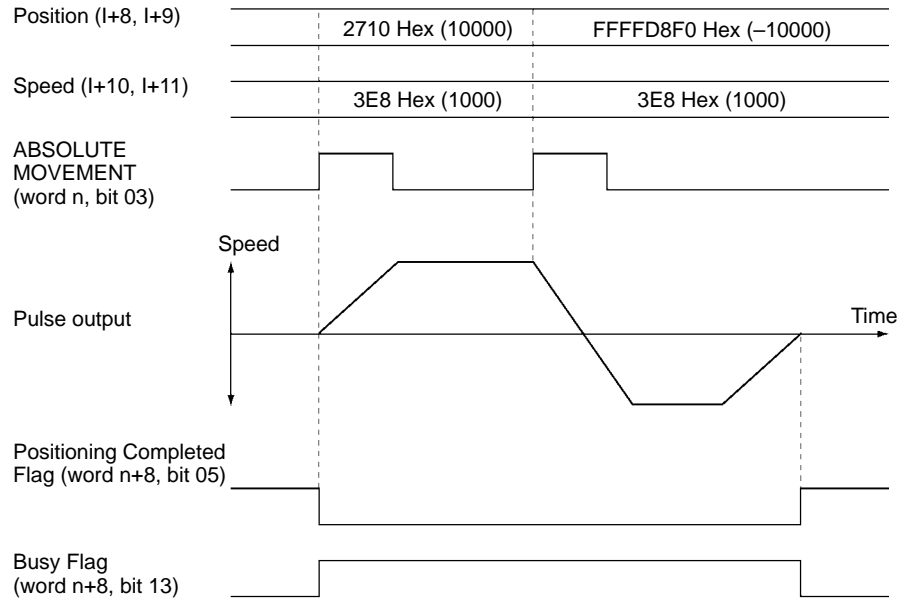 Position (I+8, I+9)
2710 Hex (10000)
FFFFD8F0 Hex (–10000)
Speed (I+10, I+11)
3E8 Hex (1000)
3E8 Hex (1000)
ABSOLUTE
MOVEMENT
(word n, bit 03)
Speed
Pulse output
Time
Positioning Completed
Flag (word n+8, bit 05)
Busy Flag
(word n+8, bit 13)